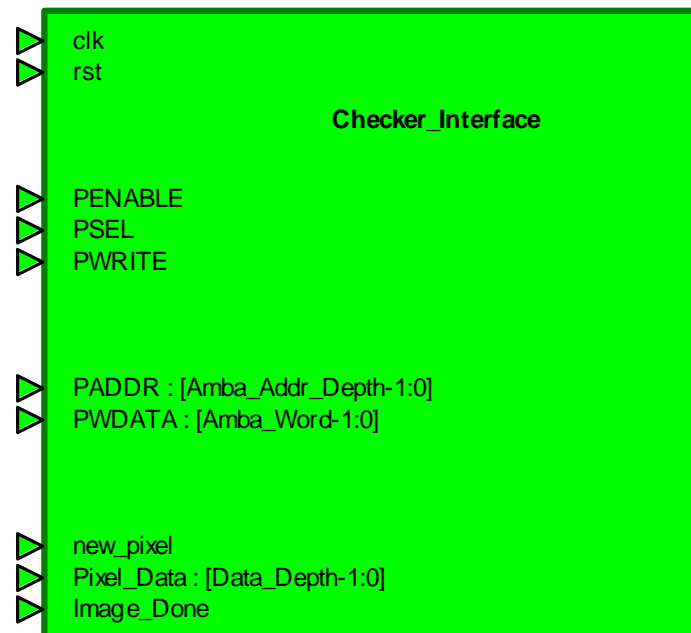 clk
rst
Checker_Interface
PENABLE
PSEL
PWRITE
PADDR : [Amba_Addr_Depth-1:0]
PWDATA : [Amba_Word-1:0]
new_pixel
Pixel_Data : [Data_Depth-1:0]
Image_Done